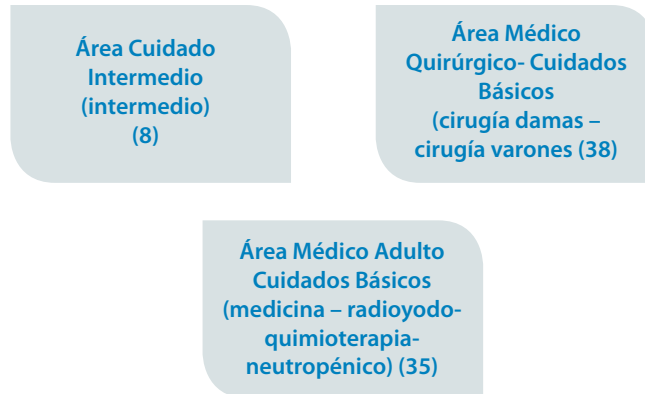 Área Cuidado
Intermedio
(intermedio)
(8)
Área Médico
Quirúrgico- Cuidados
Básicos
(cirugía damas –
cirugía varones (38)
Área Médico Adulto
Cuidados Básicos
(medicina – radioyodo-
quimioterapia-
neutropénico) (35)